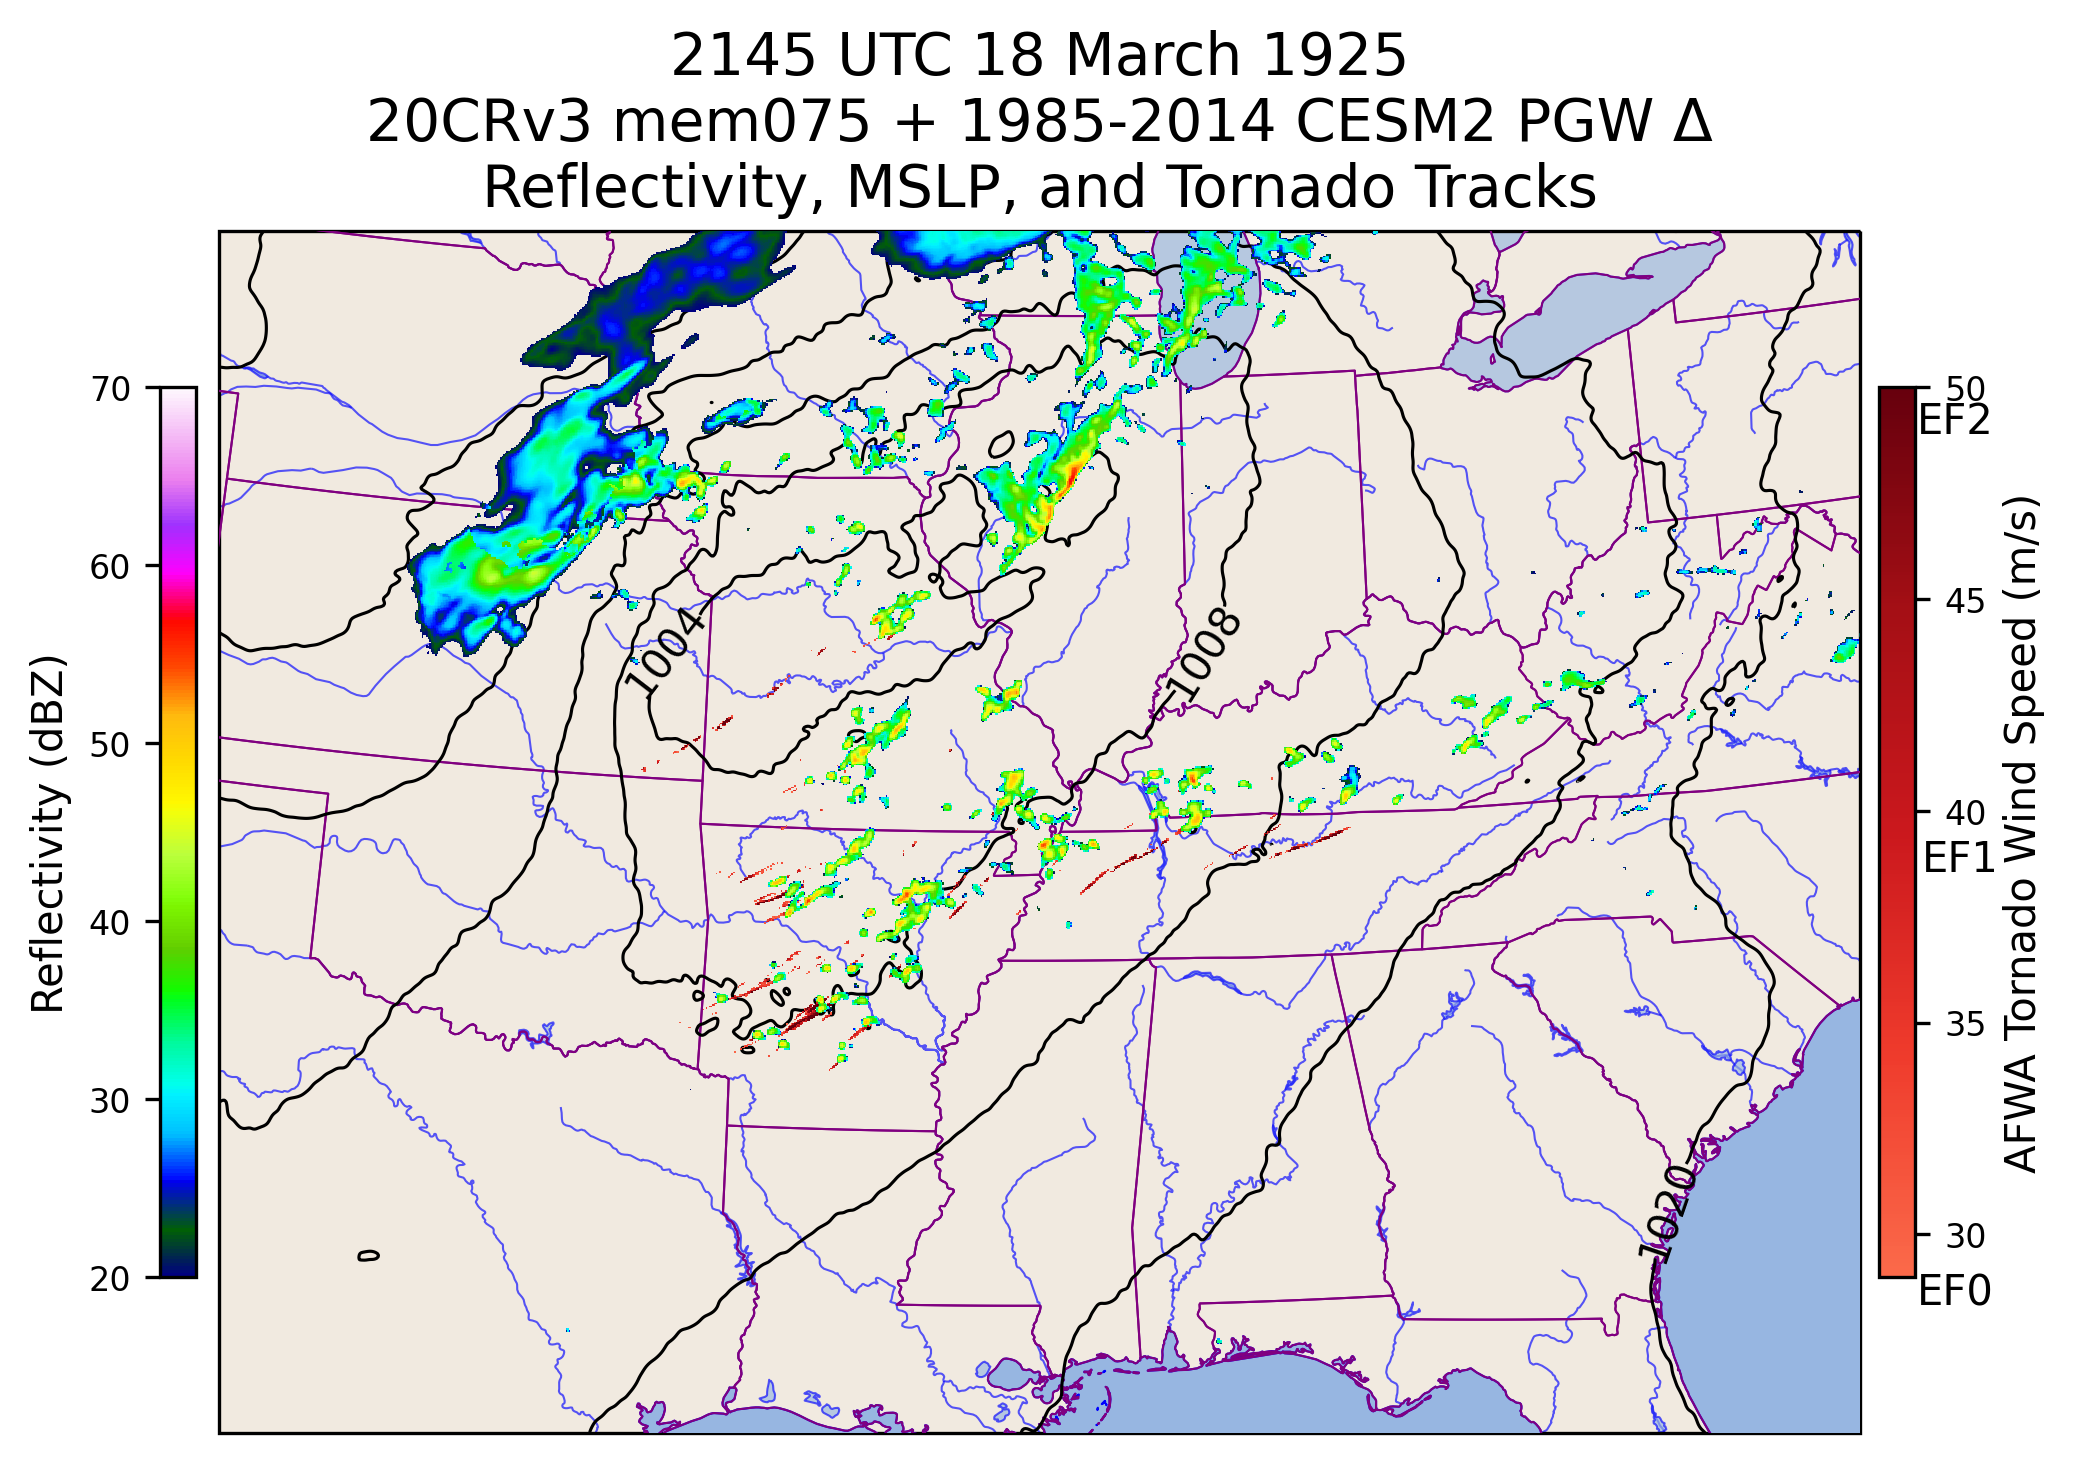 2145 UTC 18 March 1925
20CRv3 mem075 + 1985-2014 CESM2 PGW Δ
Reflectivity, MSLP, and Tornado Tracks
70
60
50
40
30
20
Reflectivity (dBZ)
1004
1008
1020
50
EF2
45
40
EF1
35
30
EF0
AFWA Tornado Wind Speed (m/s)